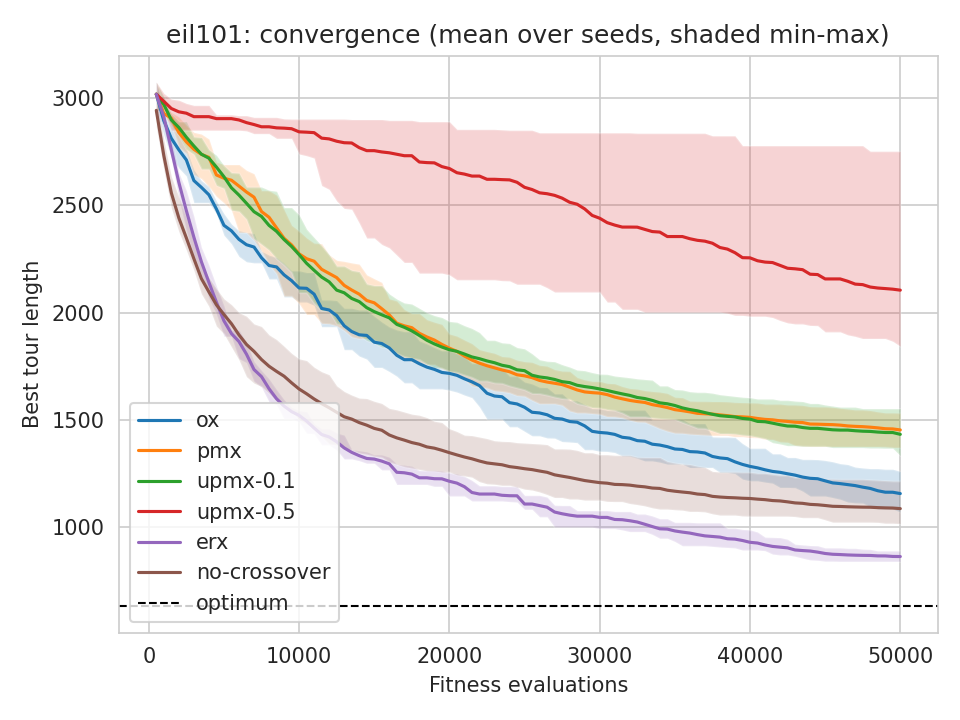 eil101: convergence (mean over seeds, shaded min-max)
Best tour length
3000
2500
2000
1500
1000
ox
pmx
upmx-0.1
upmx-0.5
erx
no-crossover
optimum
0
10000
20000
30000
40000
50000
Fitness evaluations